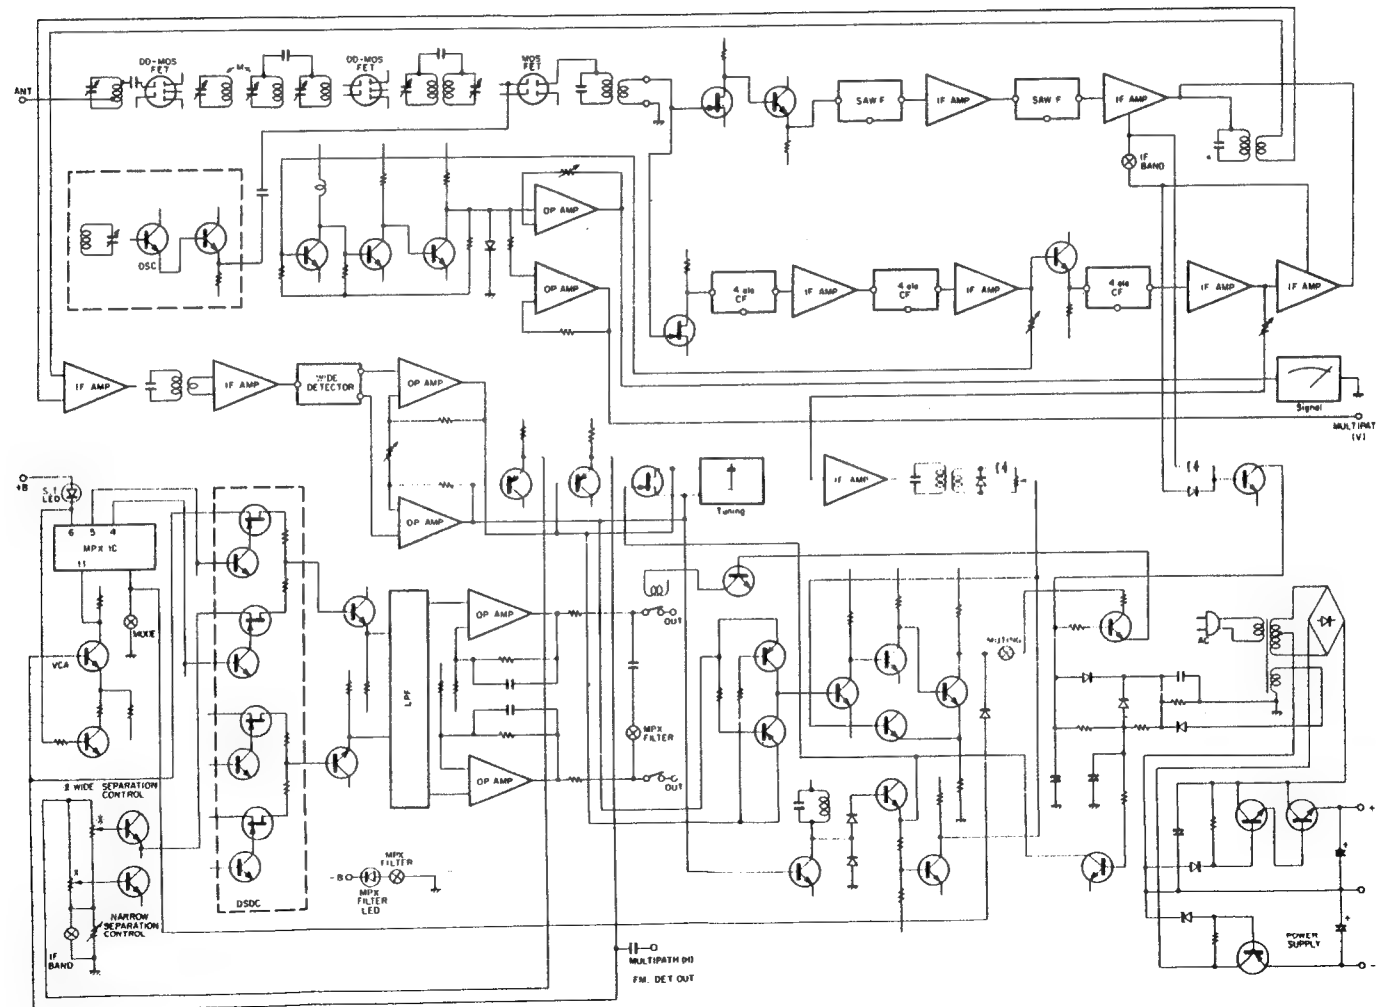 DD-MOS
FET
M
DD-MOS
FET
MOS
FET
ANT
SAW F
IF AMP
SAW F
IF AMP
IF
BAND
OSC
OP AMP
OP AMP
4 ele
CF
IF AMP
4 ele
CF
IF AMP
4 ele
CF
IF AMP
IF AMP
IF AMP
IF AMP
WIDE
DETECTOR
OP AMP
Signal
MULTIPAT
(V)
+B
S.T.
LED
6 5 4
MPX IC
11
OP AMP
Tuning
IF AMP
MODE
VCA
LPF
OP AMP
OUT
MUTING
AC
MPX
FILTER
OP AMP
OUT
WIDE SEPARATION
CONTROL
NARROW
SEPARATION
CONTROL
IF
BAND
DSDC
-B
MPX
FILTER
MPX
FILTER
LED
MULTIPATH (H)
FM. DET OUT
POWER
SUPPLY
+
-